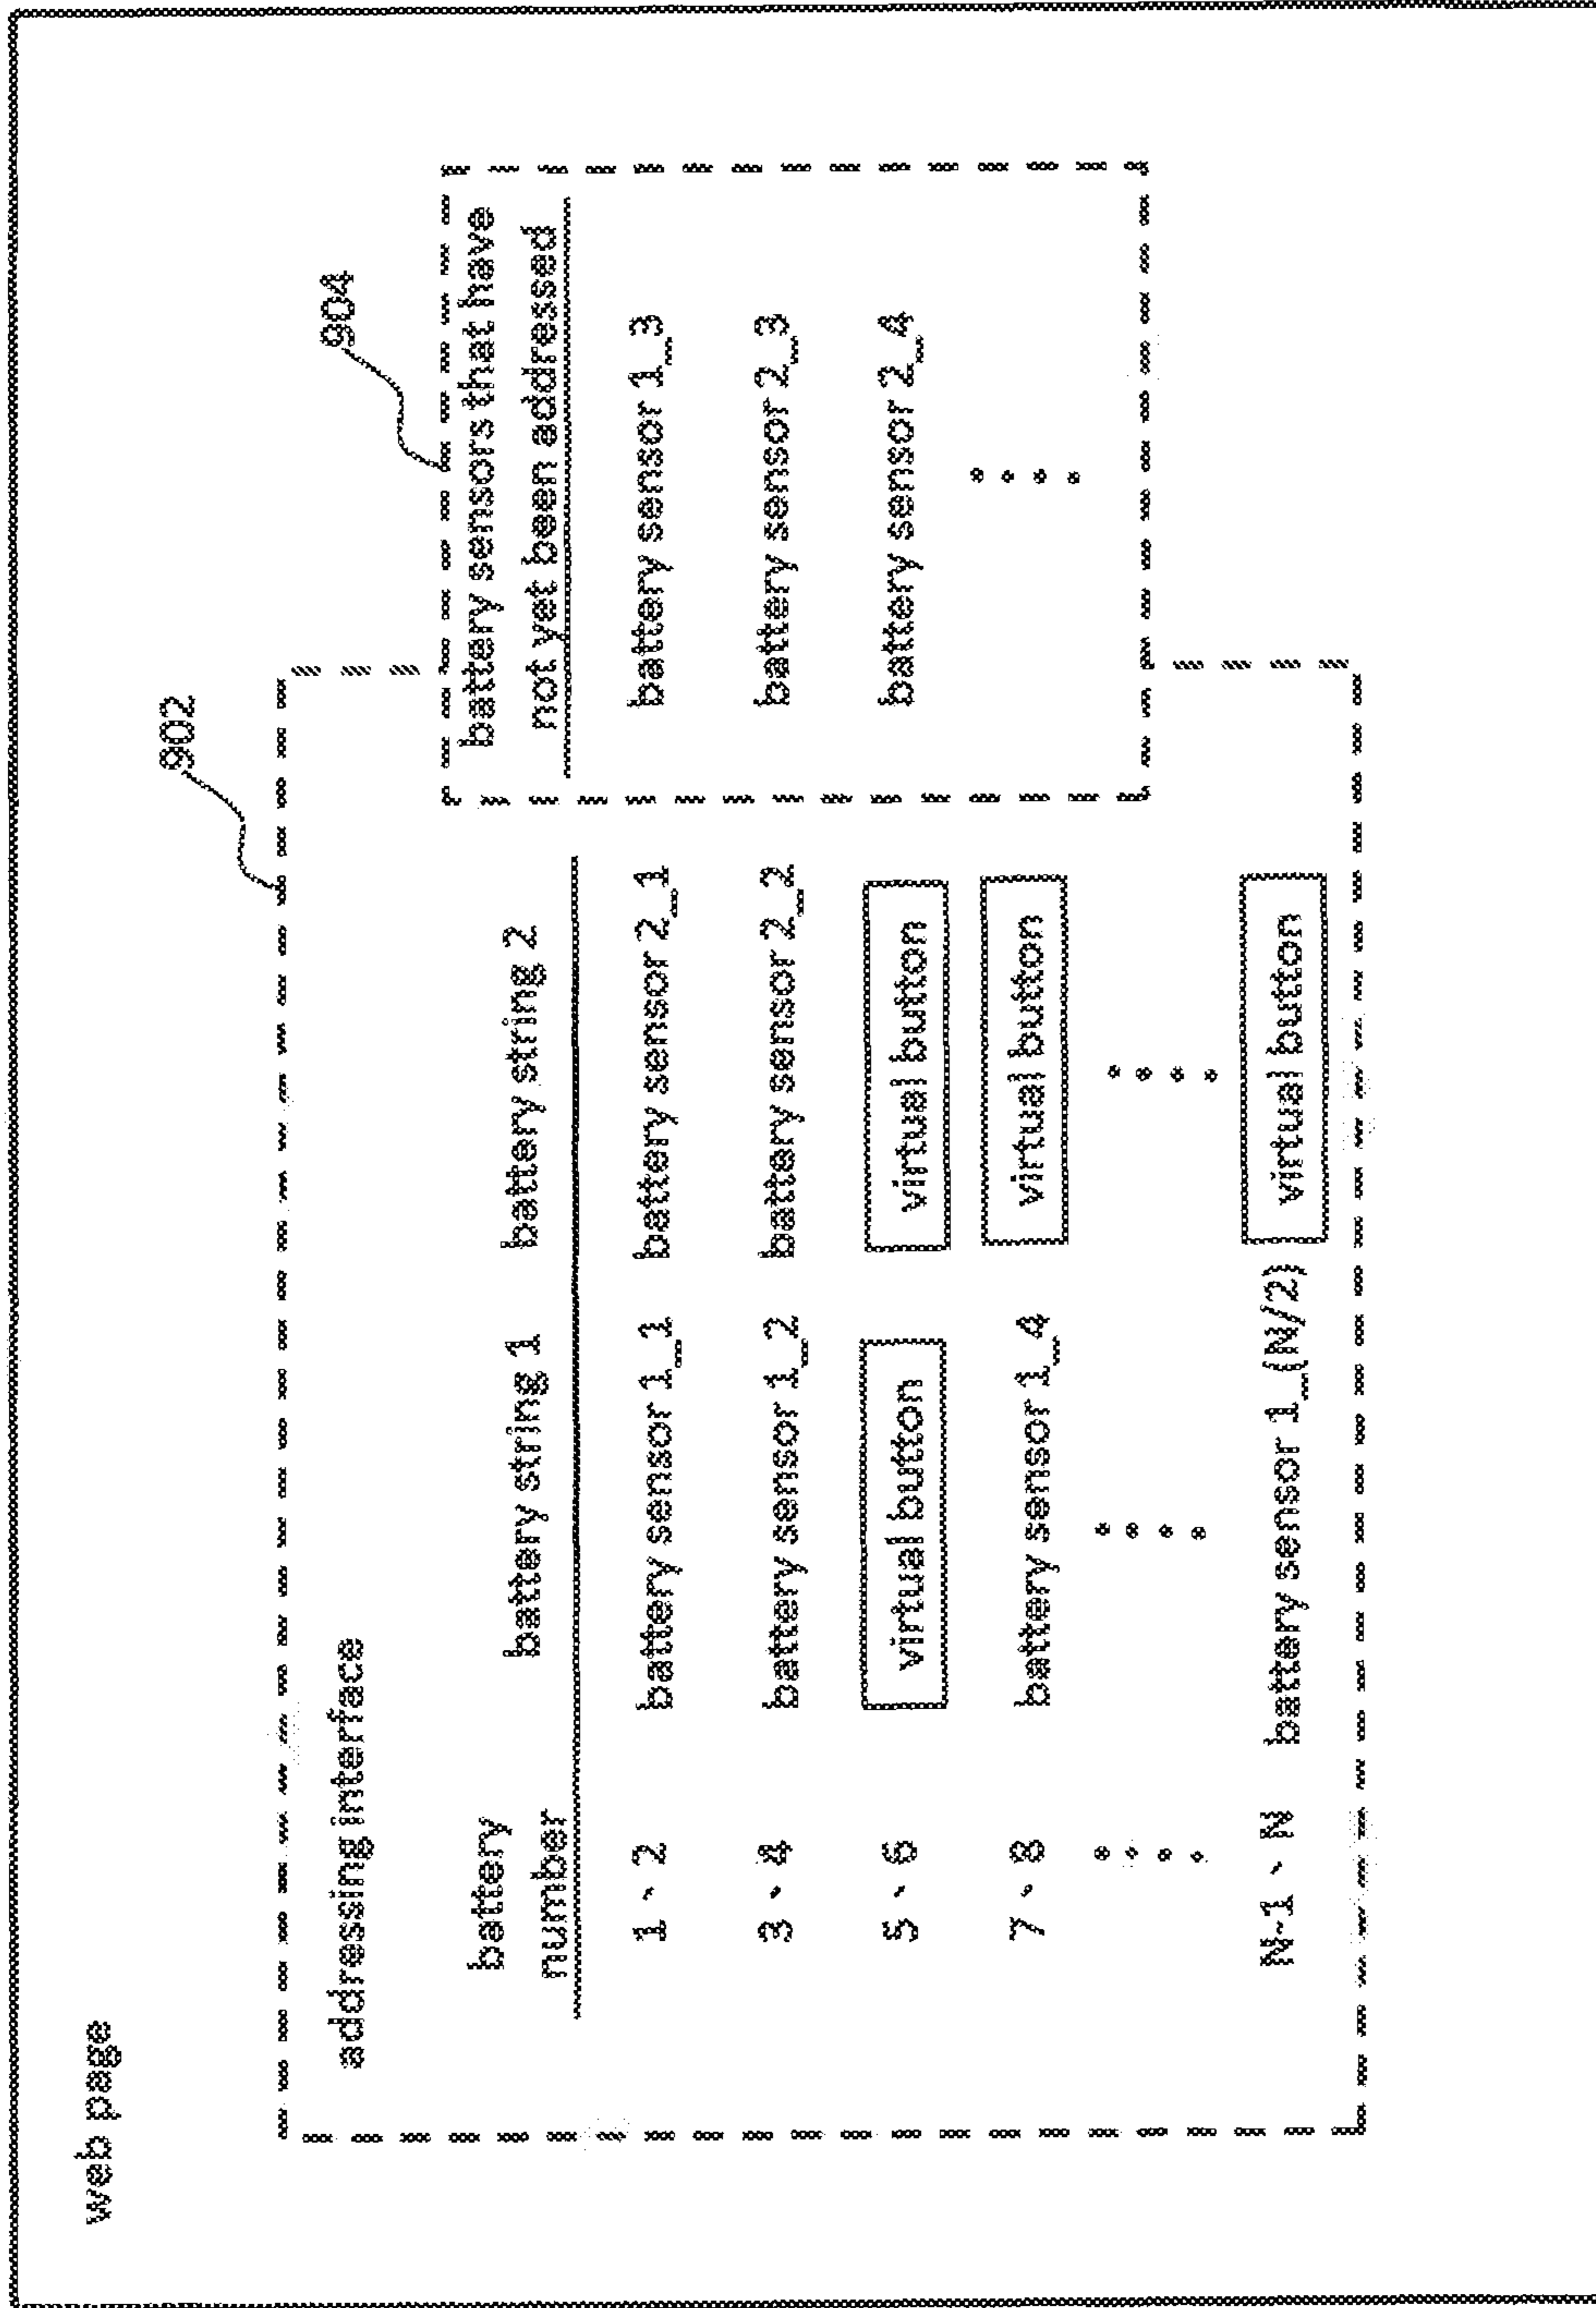 web page
902
904
addressing interface
battery number battery string 1 battery string 2
1、2 battery sensor 1_1 battery sensor 2_1
3、4 battery sensor 1_2 battery sensor 2_2
5、6 virtual button virtual button
7、8 battery sensor 1_4 virtual button
N-1、N battery sensor 1_(N/2) virtual button
battery sensors that have
not yet been addressed
battery sensor 1_3
battery sensor 2_3
battery sensor 2_4